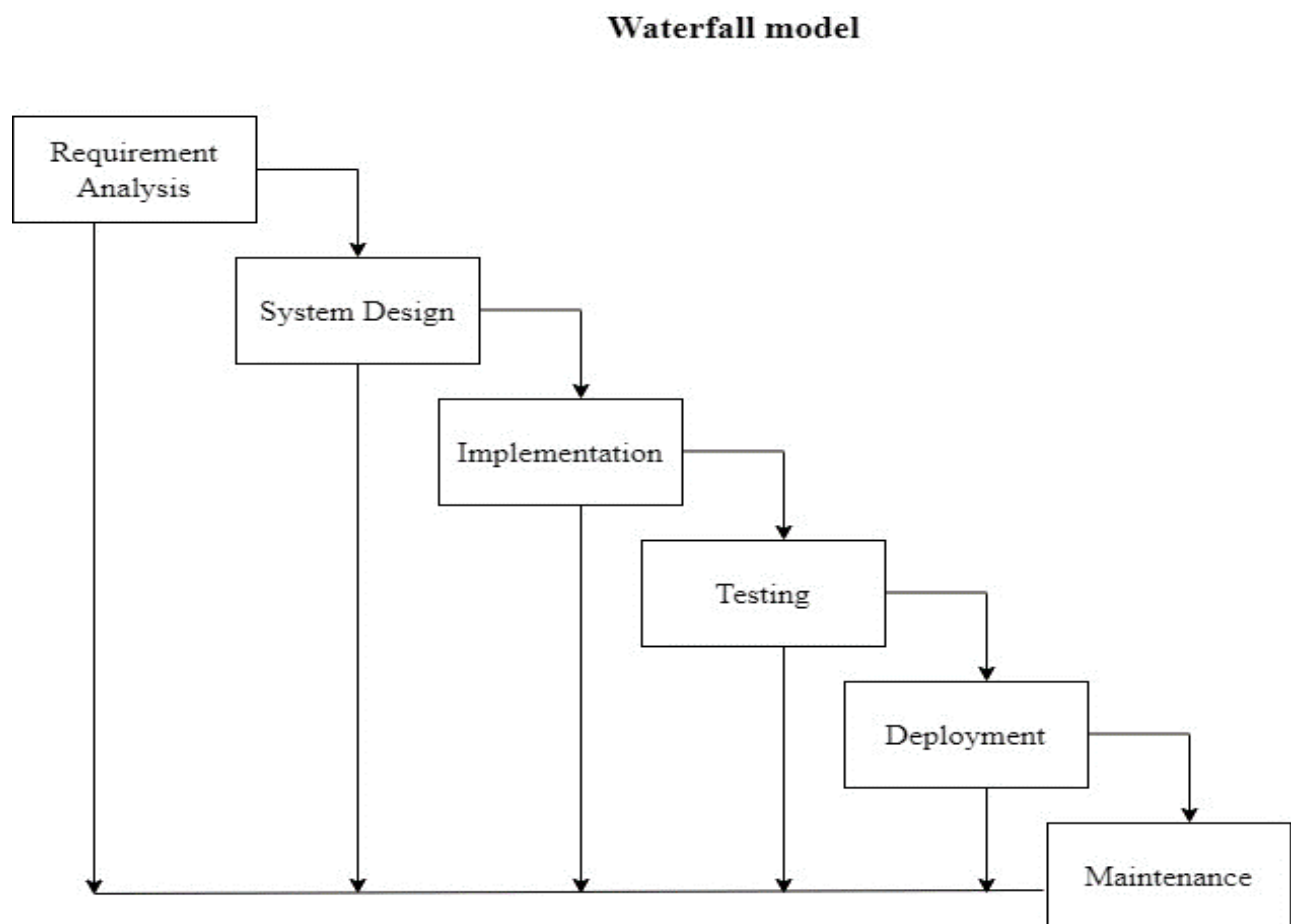 Waterfall model
Requirement
Analysis
System Design
Implementation
Testing
Deployment
Maintenance